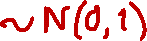 ~ N(0,1)